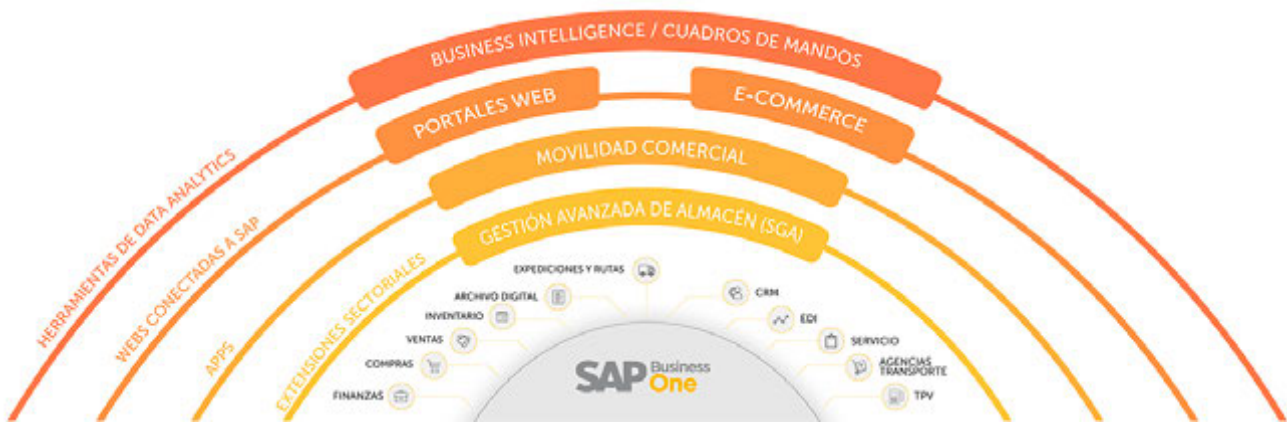 BUSINESS INTELLIGENCE / CUADROS DE MANDOS
PORTALES WEB
E-COMMERCE
MOVILIDAD COMERCIAL
GESTIÓN AVANZADA DE ALMACÉN (SGA)
HERRAMIENTAS DE DATA ANALYTICS
WEBS CONECTADAS A SAP
APPS
EXTENSIONES SECTORIALES
EXPEDICIONES Y RUTAS
ARCHIVO DIGITAL
INVENTARIO
VENTAS
COMPRAS
FINANZAS
CRM
EDI
SERVICIO
AGENCIAS
TRANSPORTE
TPV
SAP Business
One